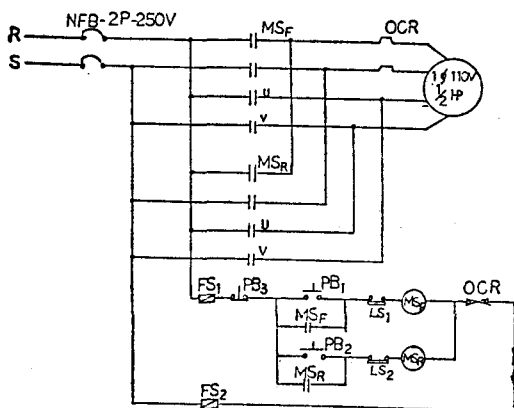 NFB-2P-250V
R
S
MSF
OCR
1∮ 110V
1/2 HP
U
V
MSR
U
V
FS1
PB3
PB1
MSF
LS1
MSF
OCR
PB2
MSR
LS2
MSR
FS2